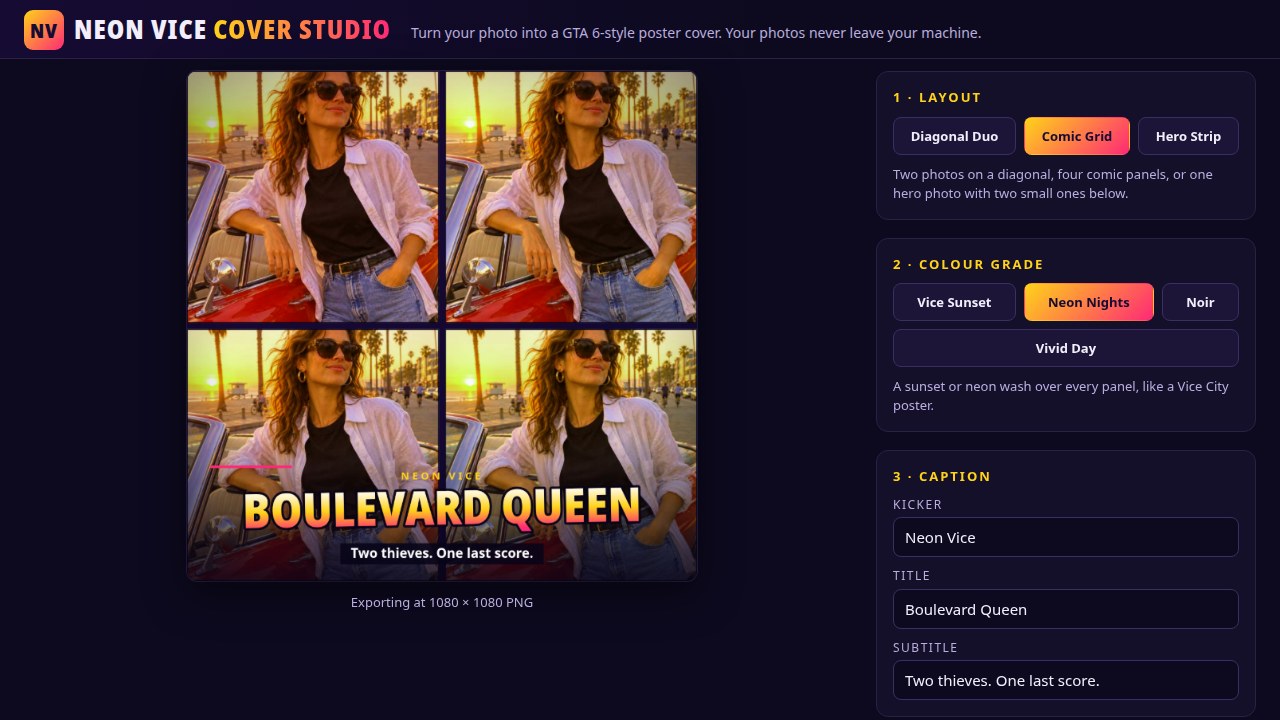 NV NEON VICE COVER STUDIO Turn your photo into a GTA 6-style poster cover. Your photos never leave your machine.
NEON VICE
BOULEVARD QUEEN
Two thieves. One last score.
Exporting at 1080 × 1080 PNG
1 · LAYOUT
Diagonal Duo Comic Grid Hero Strip
Two photos on a diagonal, four comic panels, or one
hero photo with two small ones below.
2 · COLOUR GRADE
Vice Sunset Neon Nights Noir
Vivid Day
A sunset or neon wash over every panel, like a Vice City
poster.
3 · CAPTION
KICKER
Neon Vice
TITLE
Boulevard Queen
SUBTITLE
Two thieves. One last score.